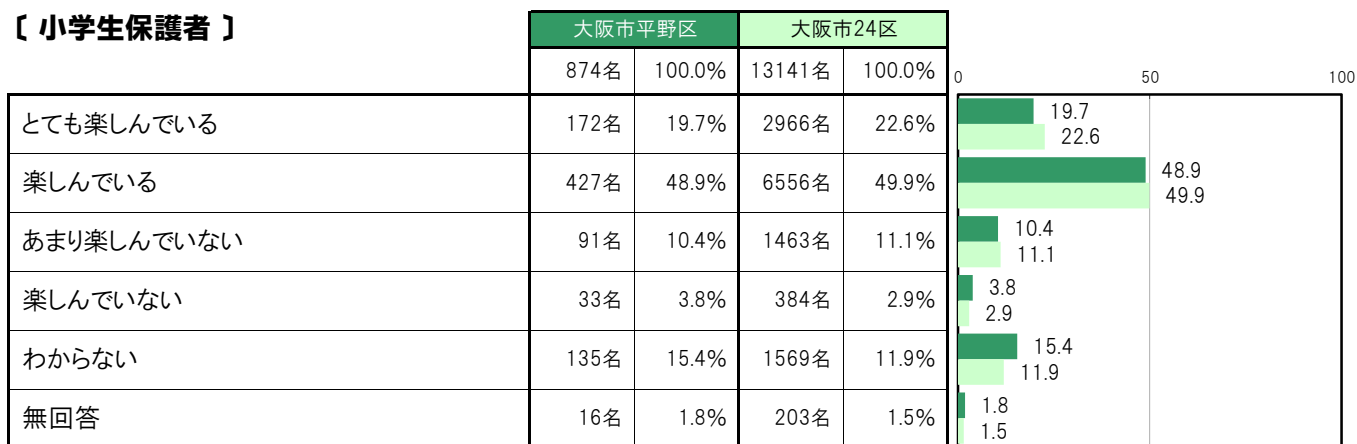 〔 小学生保護者 〕
大阪市平野区 大阪市24区
874名 100.0% 13141名 100.0% 0 50 100
とても楽しんでいる 172名 19.7% 2966名 22.6% 19.7
22.6
楽しんでいる 427名 48.9% 6556名 49.9% 48.9
49.9
あまり楽しんでいない 91名 10.4% 1463名 11.1% 10.4
11.1
楽しんでいない 33名 3.8% 384名 2.9% 3.8
2.9
わからない 135名 15.4% 1569名 11.9% 15.4
11.9
無回答 16名 1.8% 203名 1.5% 1.8
1.5